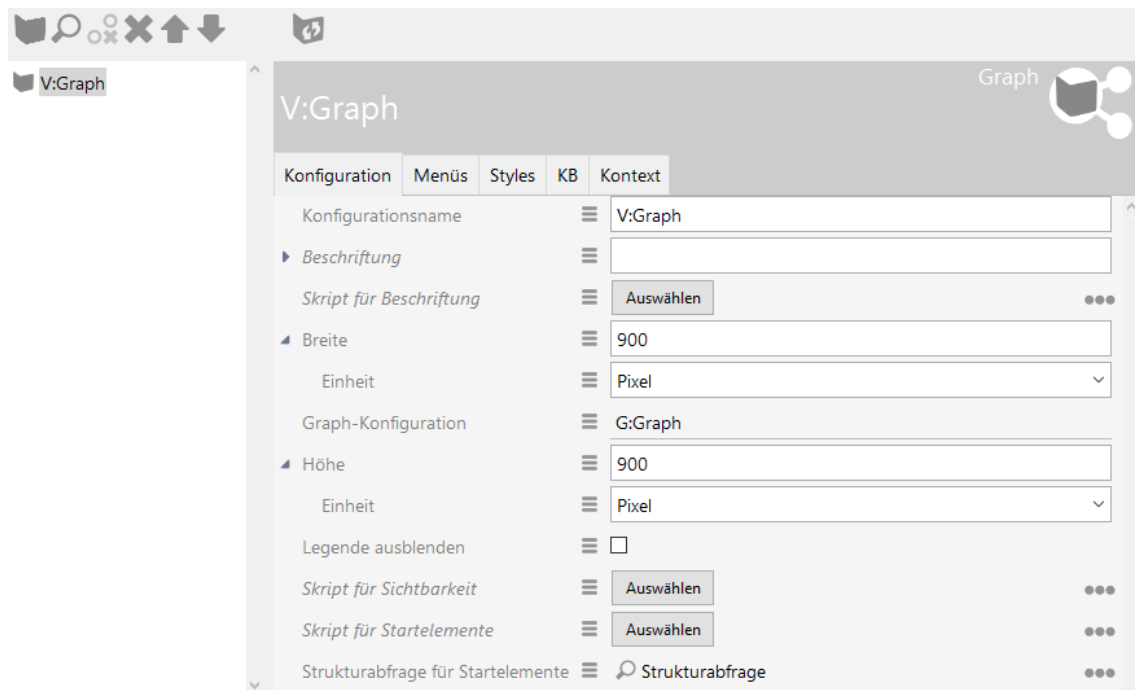 V:Graph
Graph
V:Graph
Konfiguration Menüs Styles KB Kontext
Konfigurationsname V:Graph
Beschriftung
Skript für Beschriftung Auswählen
Breite 900
Einheit Pixel
Graph-Konfiguration G:Graph
Höhe 900
Einheit Pixel
Legende ausblenden
Skript für Sichtbarkeit Auswählen
Skript für Startelemente Auswählen
Strukturabfrage für Startelemente Strukturabfrage